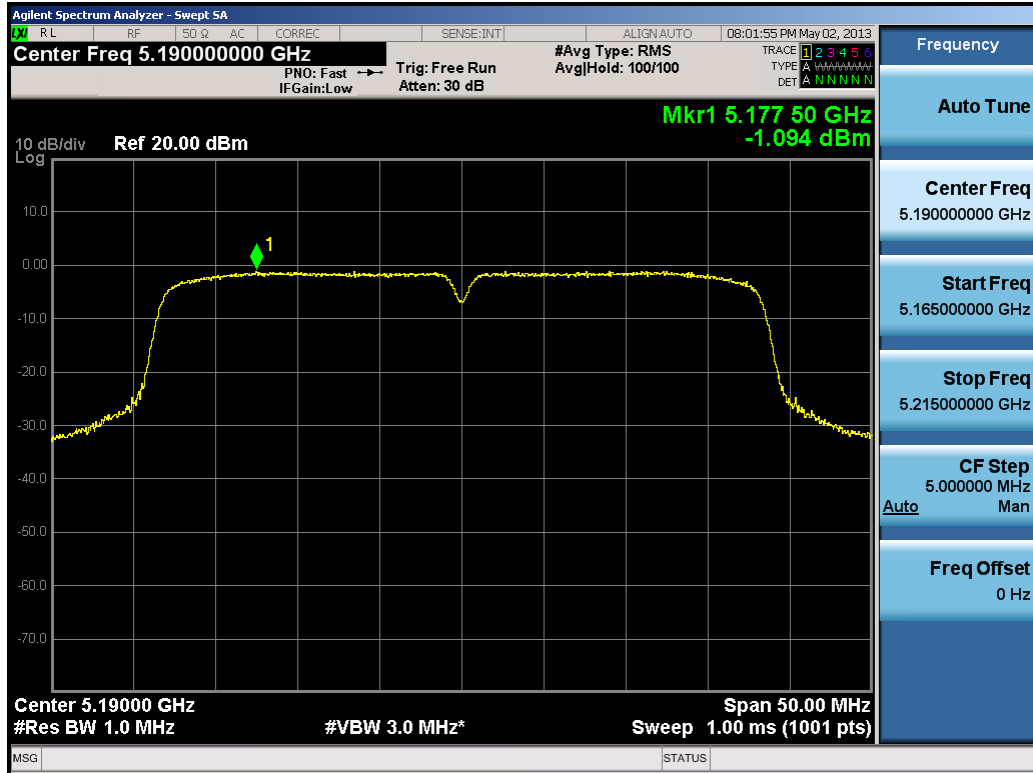 Agilent Spectrum Analyzer - Swept SA
LXI RL RF 50 Ω AC CORREC SENSE:INT ALIGN AUTO 08:01:55 PM May 02, 2013
Center Freq 5.190000000 GHz
PNO: Fast
IFGain:Low
Trig: Free Run
Atten: 30 dB
#Avg Type: RMS
Avg|Hold: 100/100
TRACE 1 2 3 4 5 6
TYPE A WWWWW
DET A N N N N N
Mkr1 5.177 50 GHz
-1.094 dBm
10 dB/div Ref 20.00 dBm
Log
10.0
0.00
-10.0
-20.0
-30.0
-40.0
-50.0
-60.0
-70.0
1
Center 5.19000 GHz Span 50.00 MHz
#Res BW 1.0 MHz #VBW 3.0 MHz* Sweep 1.00 ms (1001 pts)
MSG STATUS
Frequency
Auto Tune
Center Freq
5.190000000 GHz
Start Freq
5.165000000 GHz
Stop Freq
5.215000000 GHz
CF Step
5.000000 MHz
Auto Man
Freq Offset
0 Hz